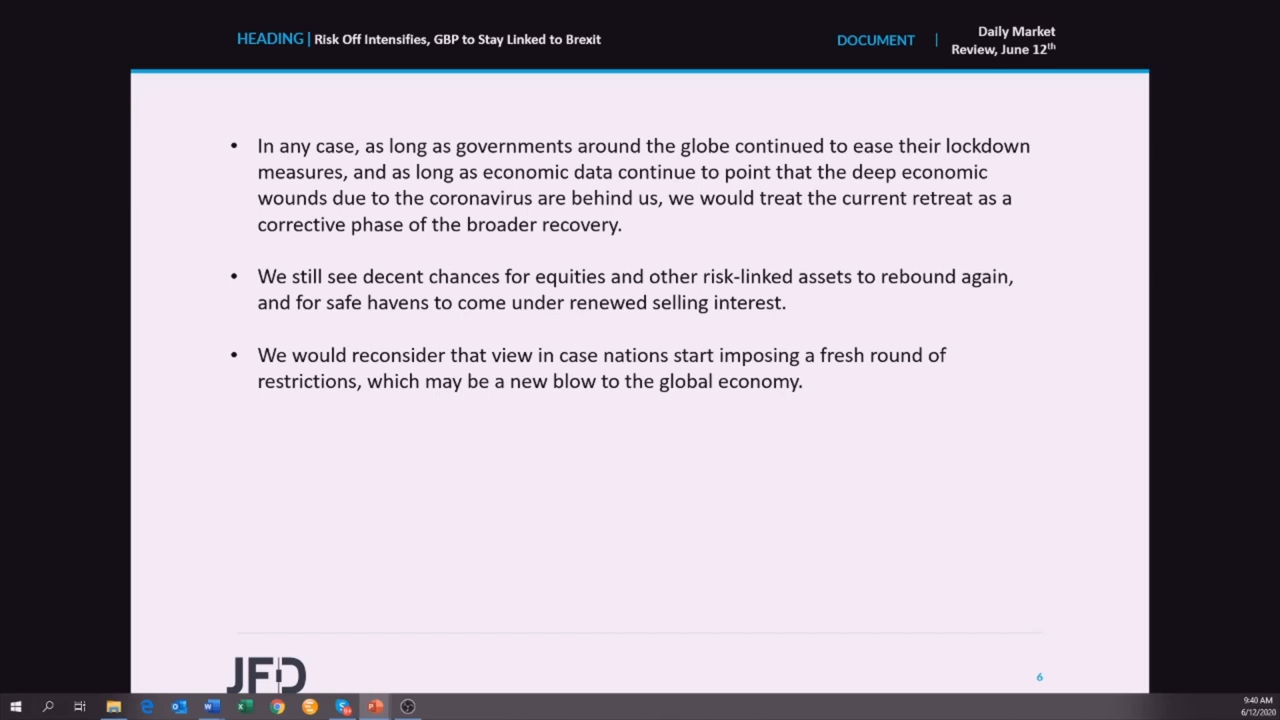 HEADING | Risk Off Intensifies, GBP to Stay Linked to Brexit
DOCUMENT | Daily Market
Review, June 12th
• In any case, as long as governments around the globe continued to ease their lockdown
measures, and as long as economic data continue to point that the deep economic
wounds due to the coronavirus are behind us, we would treat the current retreat as a
corrective phase of the broader recovery.
• We still see decent chances for equities and other risk-linked assets to rebound again,
and for safe havens to come under renewed selling interest.
• We would reconsider that view in case nations start imposing a fresh round of
restrictions, which may be a new blow to the global economy.
JFD
6
9:40 AM
6/12/2020